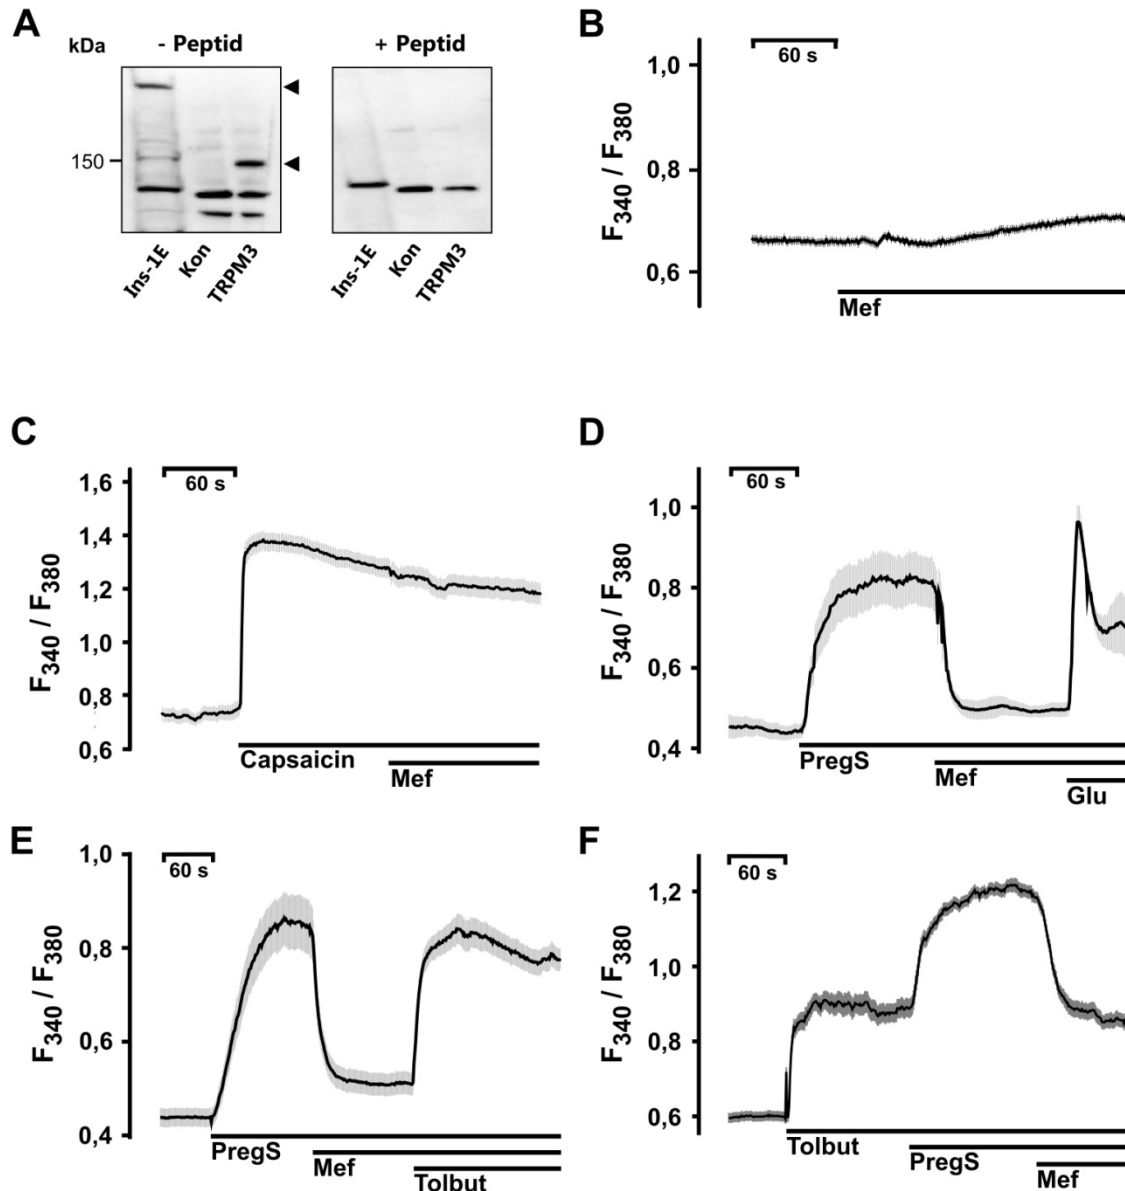 A
kDa
- Peptid
+ Peptid
150
Ins-1E
Kon
TRPM3
Ins-1E
Kon
TRPM3
B
60 s
1,0
0,8
0,6
F340 / F380
Mef
C
60 s
1,6
1,4
1,2
1,0
0,8
0,6
F340 / F380
Capsaicin
Mef
D
60 s
1,0
0,8
0,6
0,4
F340 / F380
PregS
Mef
Glu
E
60 s
1,0
0,8
0,6
0,4
F340 / F380
PregS
Mef
Tolbut
F
60 s
1,2
1,0
0,8
0,6
F340 / F380
Tolbut
PregS
Mef